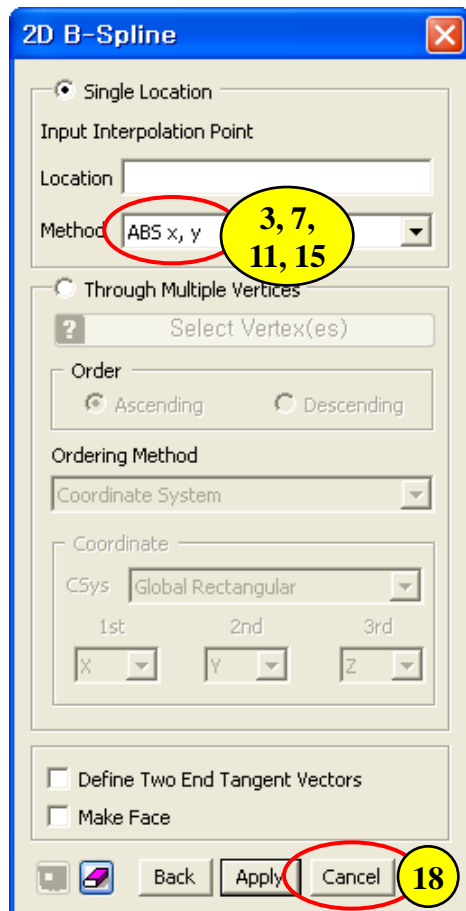 2D B-Spline
Single Location
Input Interpolation Point
Location
Method ABS x, y
3, 7,
11, 15
Through Multiple Vertices
? Select Vertex(es)
Order
Ascending Descending
Ordering Method
Coordinate System
Coordinate
CSys Global Rectangular
1st 2nd 3rd
X Y Z
Define Two End Tangent Vectors
Make Face
Back Apply Cancel 18